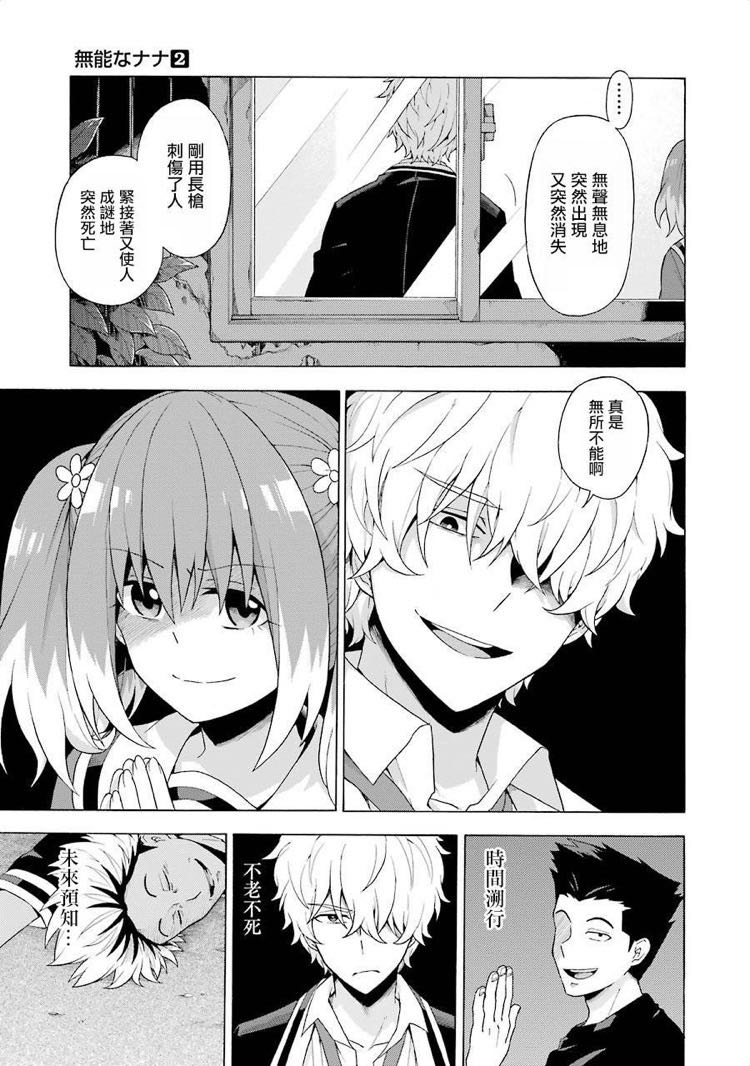 無能なナナ2
……
無聲無息地
突然出現
又突然消失
剛用長槍
刺傷了人
緊接著又使人
成謎地
突然死亡
真是
無所不能啊
時間溯行
不老不死
未來預知…